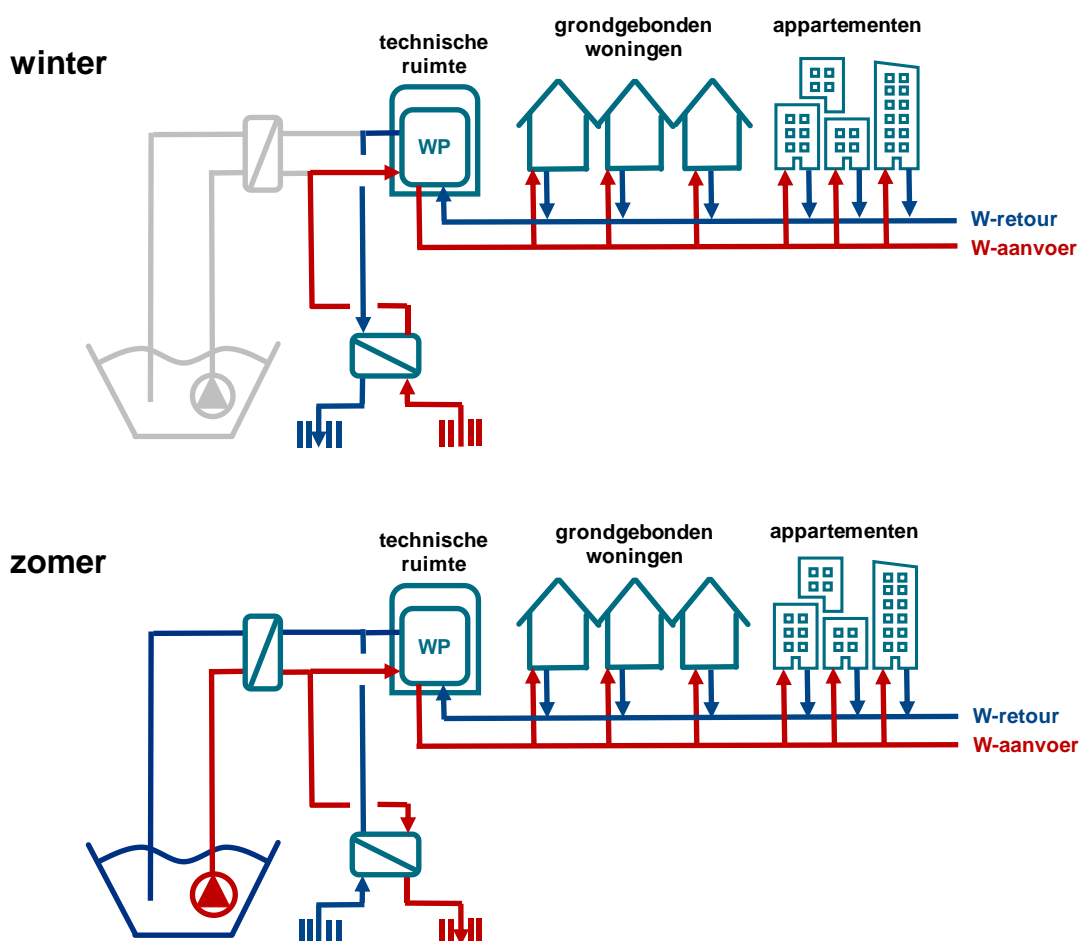 winter
technische
ruimte
grondgebonden
woningen
appartementen
WP
W-retour
W-aanvoer
zomer
technische
ruimte
grondgebonden
woningen
appartementen
WP
W-retour
W-aanvoer